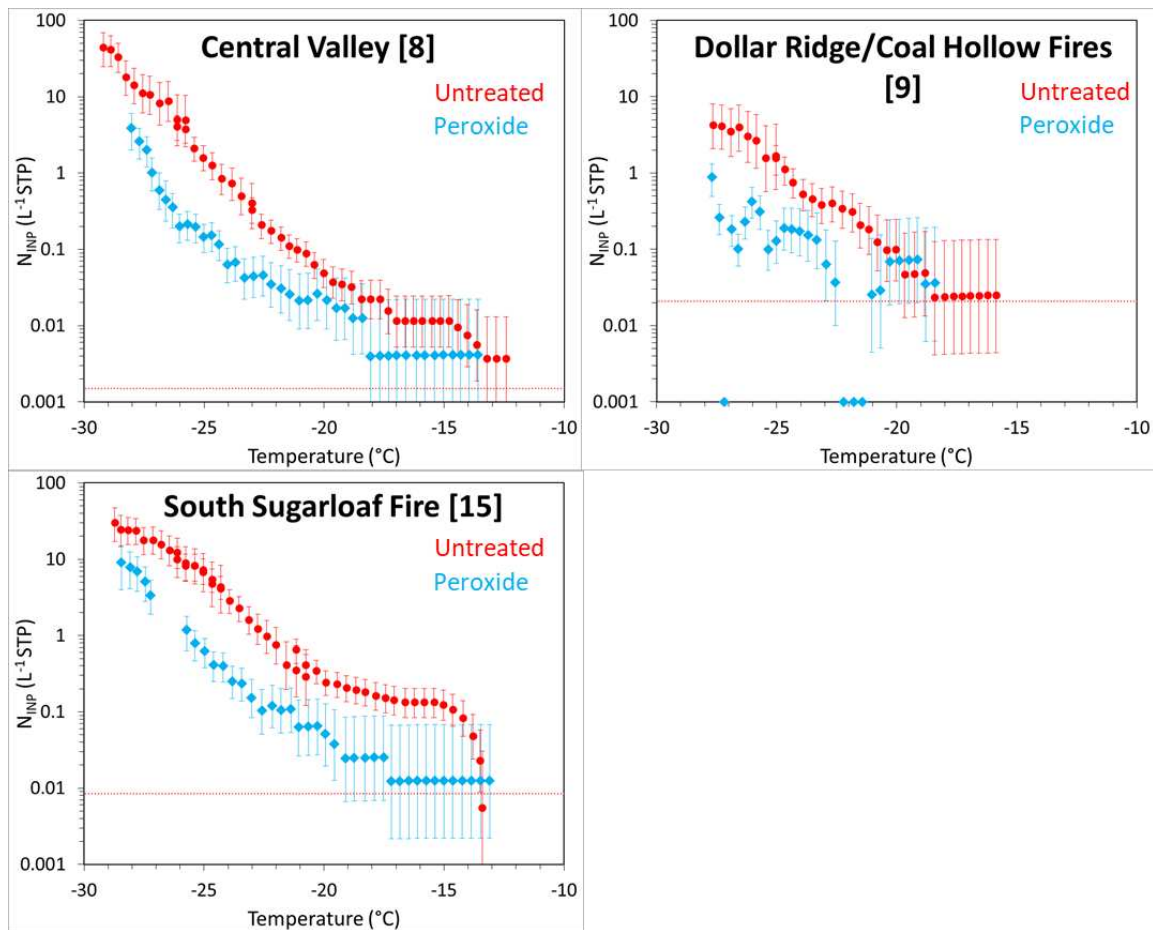 Central Valley [8]
Untreated
Peroxide
100
10
1
0.1
0.01
0.001
N_INP (L⁻¹ STP)
-30 -25 -20 -15 -10
Temperature (°C)
Dollar Ridge/Coal Hollow Fires
[9]
Untreated
Peroxide
100
10
1
0.1
0.01
0.001
N_INP (L⁻¹ STP)
-30 -25 -20 -15 -10
Temperature (°C)
South Sugarloaf Fire [15]
Untreated
Peroxide
100
10
1
0.1
0.01
0.001
N_INP (L⁻¹ STP)
-30 -25 -20 -15 -10
Temperature (°C)